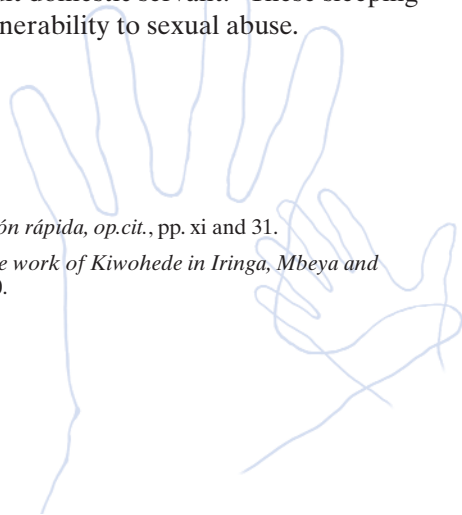 domestic servant. These sleeping
nerability to sexual abuse.
ón rápida, op.cit., pp. xi and 31.
e work of Kiwohede in Iringa, Mbeya and